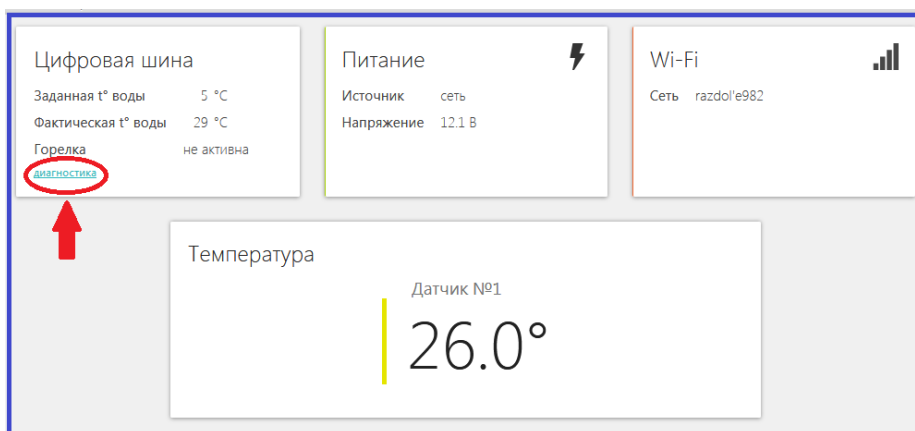 Цифровая шина
Заданная t° воды 5 °C
Фактическая t° воды 29 °C
Горелка не активна
диагностика
Питание
Источник сеть
Напряжение 12.1 В
Wi-Fi
Сеть razdol'e982
Температура
Датчик №1
26.0°